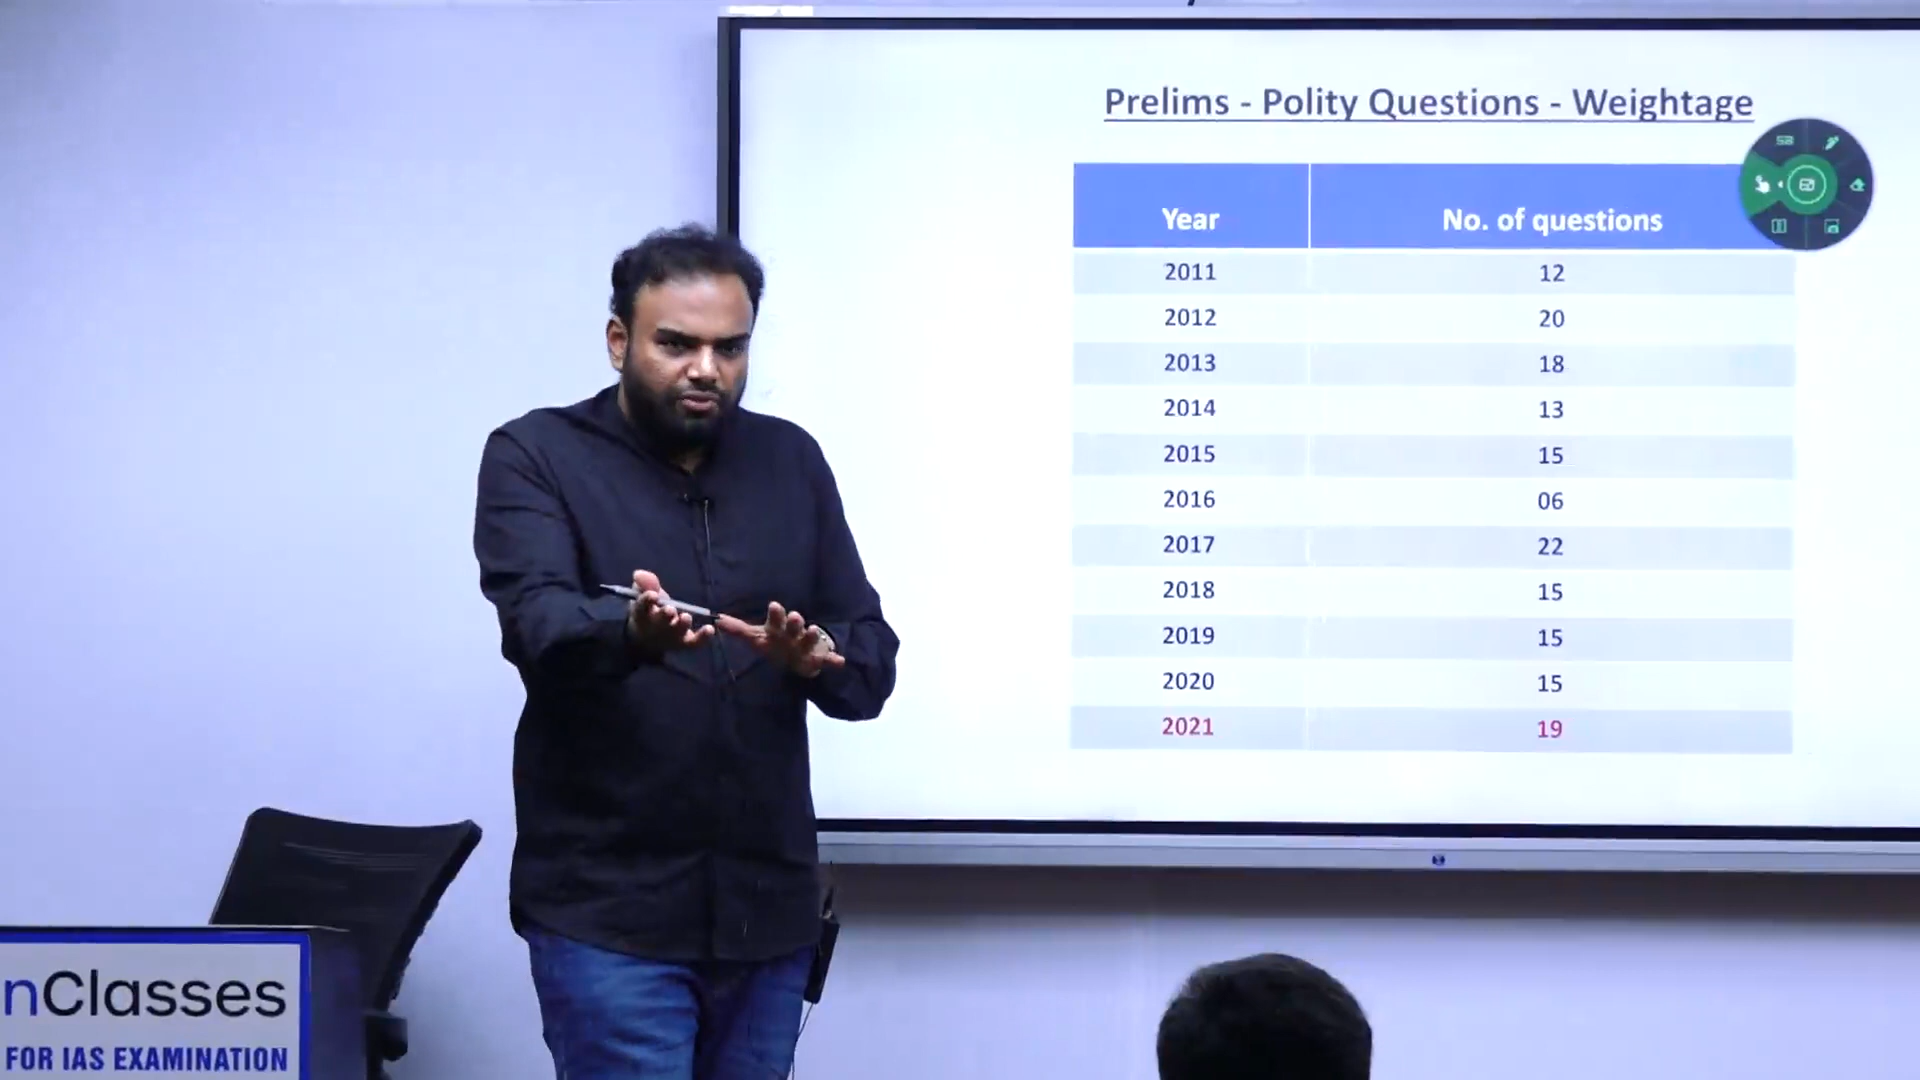 Prelims - Polity Questions - Weightage
Year No. of questions
2011 12
2012 20
2013 18
2014 13
2015 15
2016 06
2017 22
2018 15
2019 15
2020 15
2021 19
nClasses
FOR IAS EXAMINATION